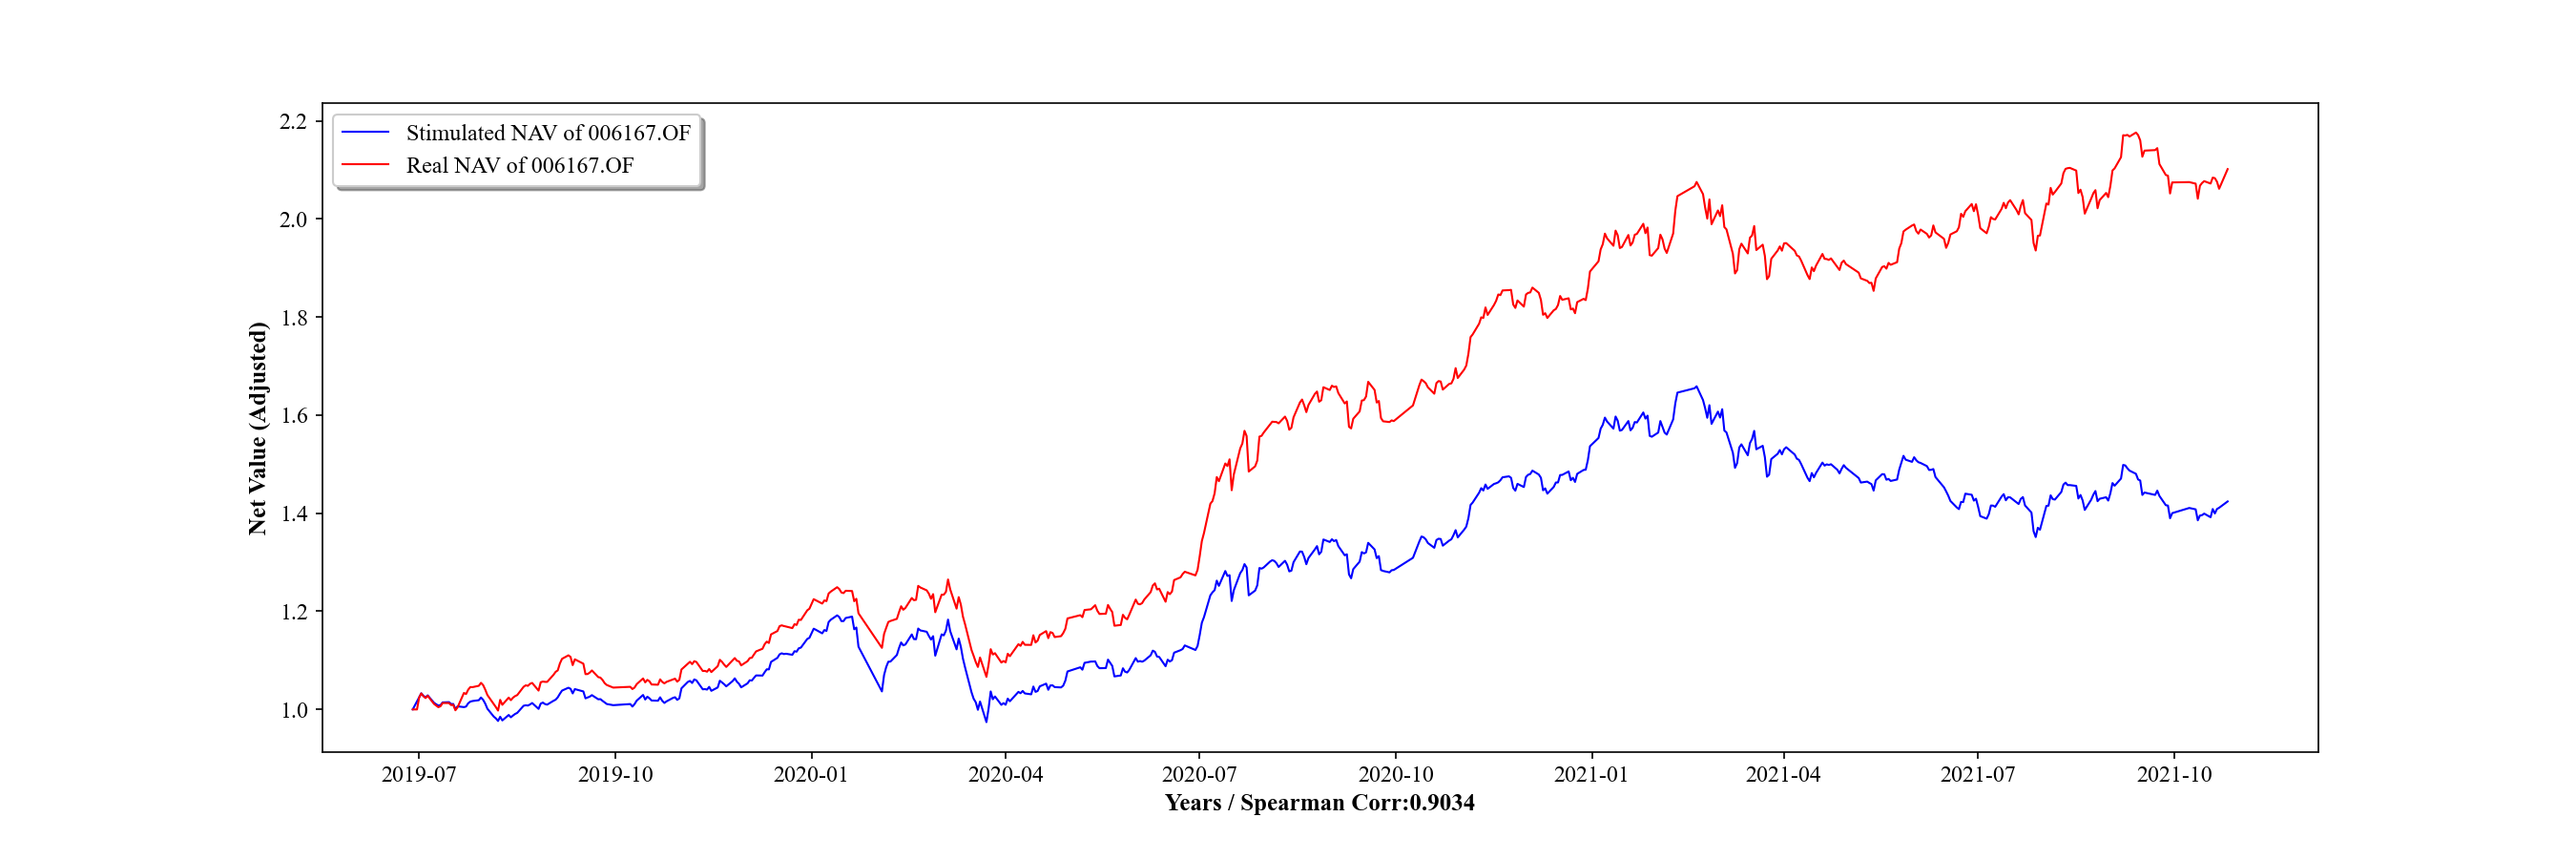 Stimulated NAV of 006167.OF
Real NAV of 006167.OF
Net Value (Adjusted)
2.2
2.0
1.8
1.6
1.4
1.2
1.0
2019-07 2019-10 2020-01 2020-04 2020-07 2020-10 2021-01 2021-04 2021-07 2021-10
Years / Spearman Corr:0.9034